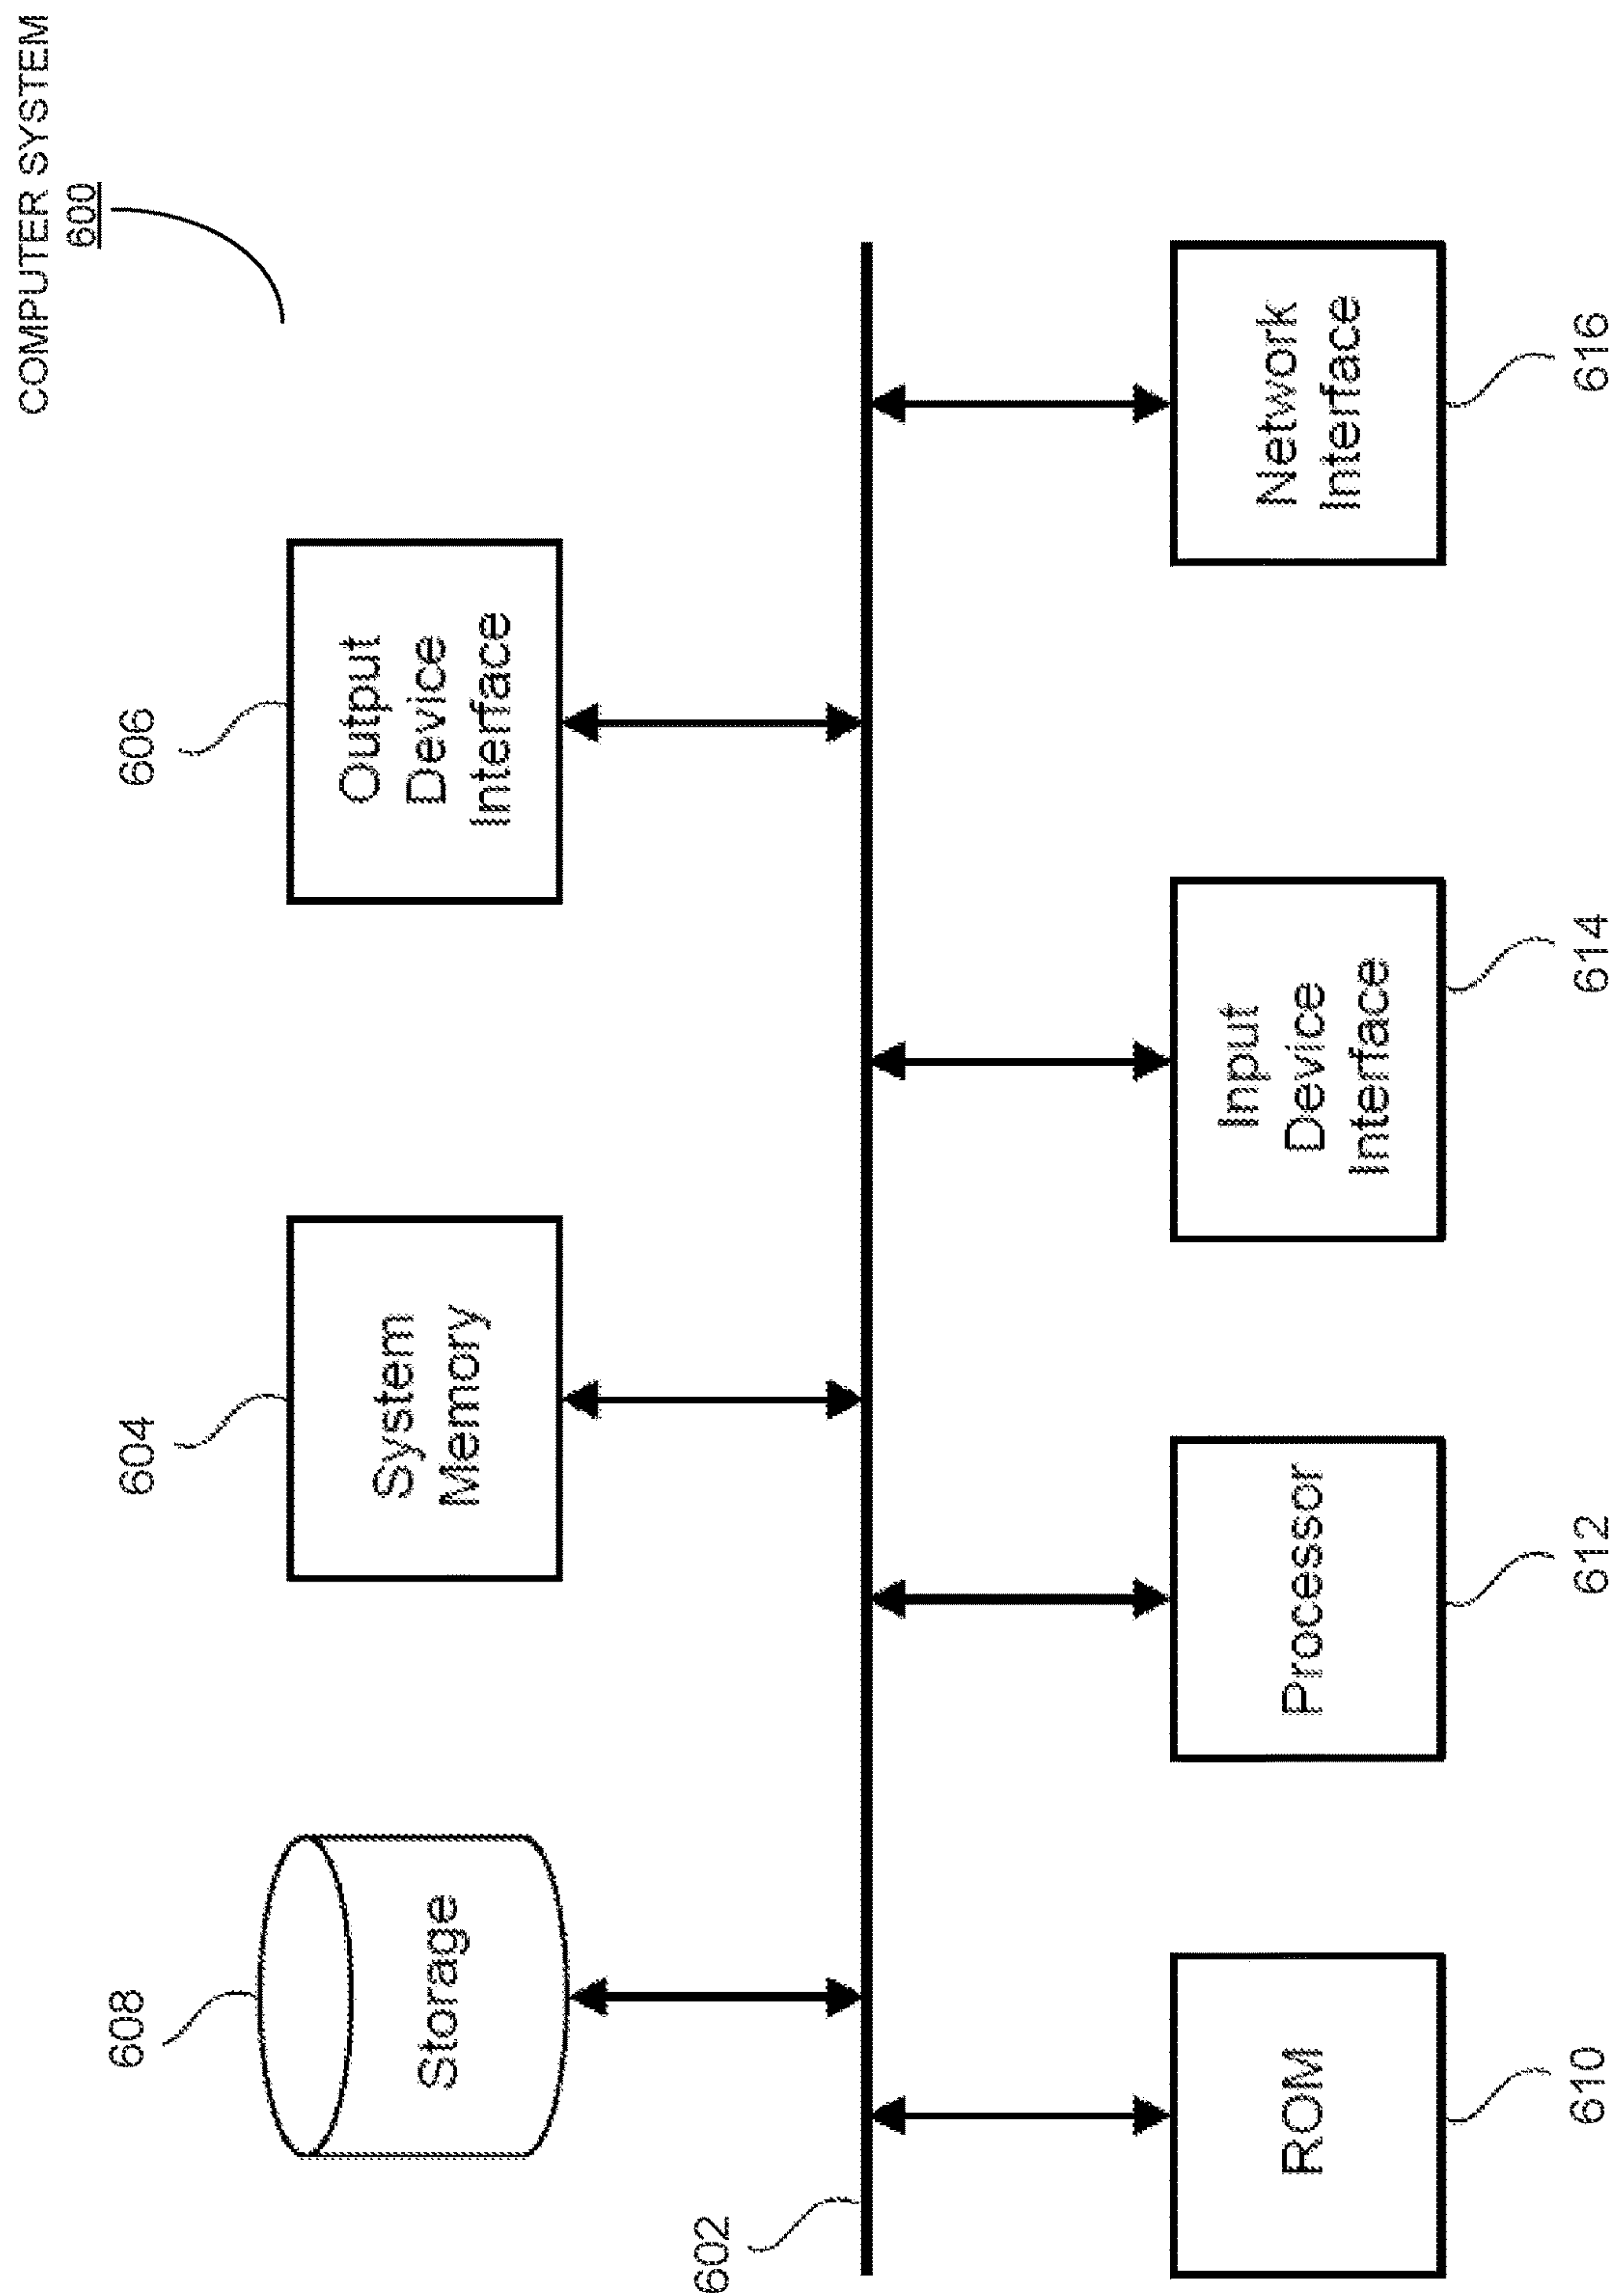 COMPUTER SYSTEM
600
608
604
606
Storage
System
Memory
Output
Device
Interface
602
ROM
Processor
Input
Device
Interface
Network
Interface
610
612
614
616